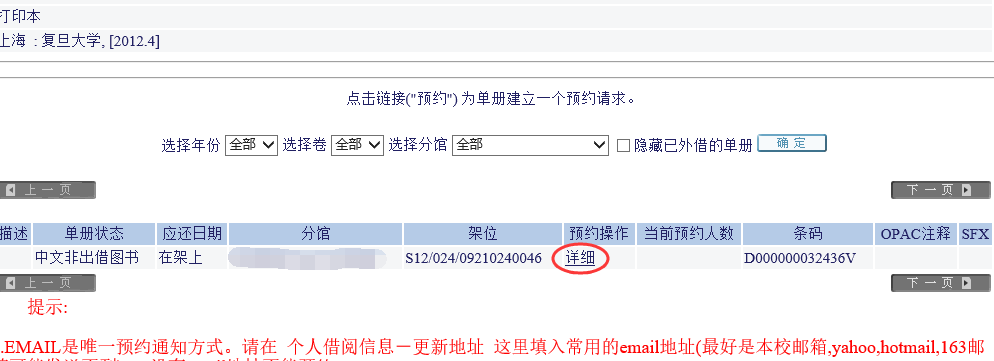 打印本
上海 : 复旦大学, [2012.4]
点击链接("预约") 为单册建立一个预约请求。
选择年份 全部 选择卷 全部 选择分馆 全部 隐藏已外借的单册 确 定
上 一 页 下 一 页
描述 单册状态 应还日期 分馆 架位 预约操作 当前预约人数 条码 OPAC注释 SFX
中文非出借图书 在架上 S12/024/09210240046 详细 D000000032436V
上 一 页 下 一 页
提示:
.EMAIL是唯一预约通知方式。请在 个人借阅信息－更新地址 这里填入常用的email地址(最好是本校邮箱,yahoo,hotmail,163邮